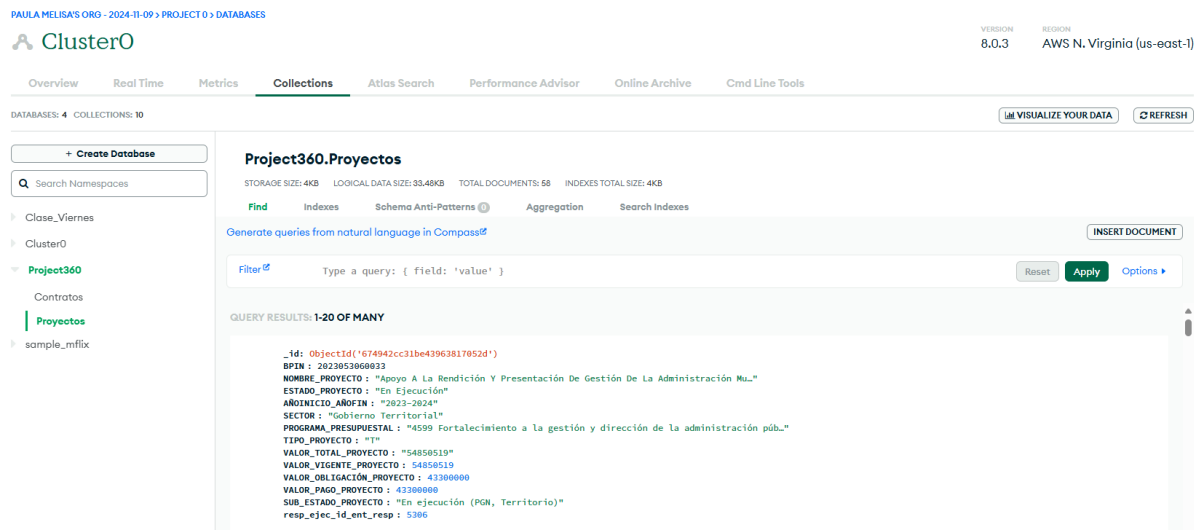 PAULA MELISA'S ORG - 2024-11-09 > PROJECT 0 > DATABASES
Cluster0
VERSION
8.0.3
REGION
AWS N. Virginia (us-east-1)
Overview Real Time Metrics Collections Atlas Search Performance Advisor Online Archive Cmd Line Tools
DATABASES: 4 COLLECTIONS: 10
VISUALIZE YOUR DATA
REFRESH
+ Create Database
Search Namespaces
Clase_Viernes
Cluster0
Project360
Contratos
Proyectos
sample_mflix
Project360.Proyectos
STORAGE SIZE: 4KB LOGICAL DATA SIZE: 33.48KB TOTAL DOCUMENTS: 58 INDEXES TOTAL SIZE: 4KB
Find Indexes Schema Anti-Patterns 0 Aggregation Search Indexes
Generate queries from natural language in Compass
INSERT DOCUMENT
Filter
Type a query: { field: 'value' }
Reset Apply Options
QUERY RESULTS: 1-20 OF MANY
_id: ObjectId('674942cc31be43963817052d')
BPIN : 2023053060033
NOMBRE_PROYECTO : "Apoyo A La Rendición Y Presentación De Gestión De La Administración Mu…"
ESTADO_PROYECTO : "En Ejecución"
AÑOINICIO_AÑOFIN : "2023-2024"
SECTOR : "Gobierno Territorial"
PROGRAMA_PRESUPUESTAL : "4599 Fortalecimiento a la gestión y dirección de la administración púb…"
TIPO_PROYECTO : "T"
VALOR_TOTAL_PROYECTO : "54850519"
VALOR_VIGENTE_PROYECTO : 54850519
VALOR_OBLIGACIÓN_PROYECTO : 43300000
VALOR_PAGO_PROYECTO : 43300000
SUB_ESTADO_PROYECTO : "En ejecución (PGN, Territorio)"
resp_ejec_id_ent_resp : 5306